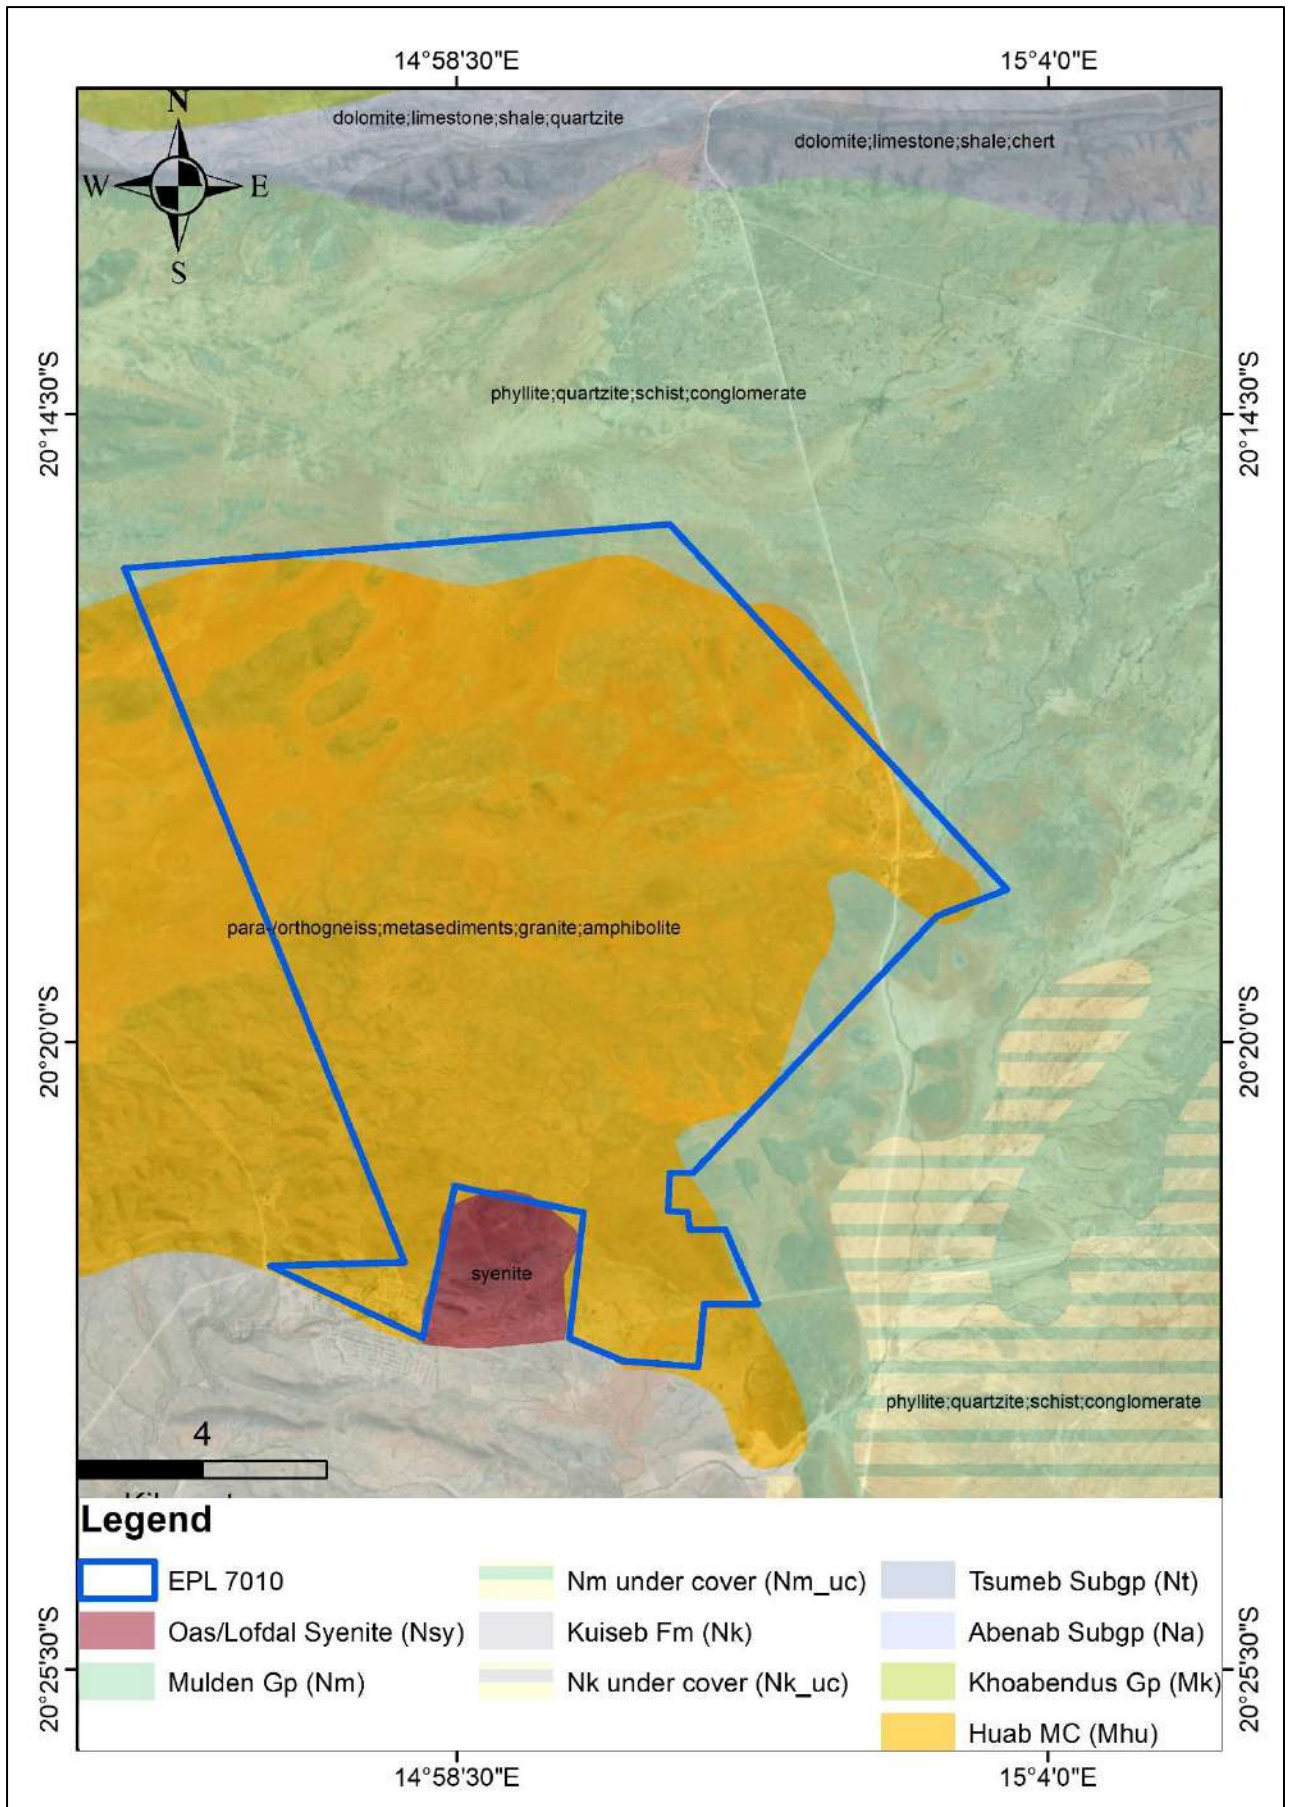 14°58'30"E
15°4'0"E
N
W
E
S
dolomite;limestone;shale;quartzite
dolomite;limestone;shale;chert
phyllite;quartzite;schist;conglomerate
20°14'30"S
20°14'30"S
para-/orthogneiss;metasediments;granite;amphibolite
20°20'0"S
20°20'0"S
syenite
phyllite;quartzite;schist;conglomerate
4
Legend
EPL 7010
Oas/Lofdal Syenite (Nsy)
Mulden Gp (Nm)
Nm under cover (Nm_uc)
Kuiseb Fm (Nk)
Nk under cover (Nk_uc)
Tsumeb Subgp (Nt)
Abenab Subgp (Na)
Khoabendus Gp (Mk)
Huab MC (Mhu)
20°25'30"S
20°25'30"S
14°58'30"E
15°4'0"E